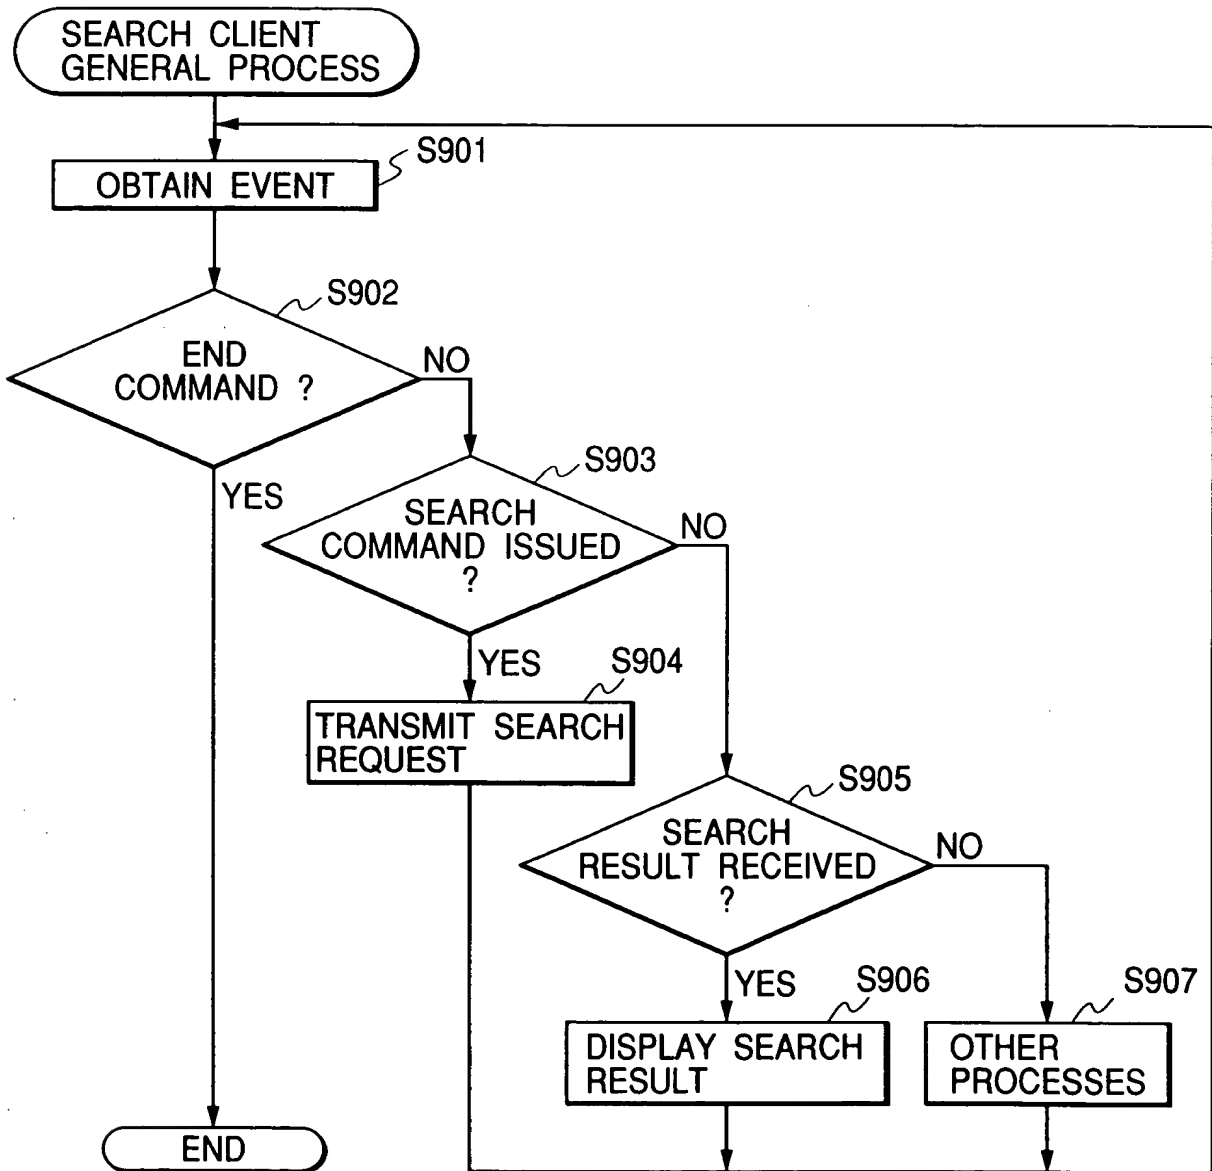 SEARCH CLIENT
GENERAL PROCESS
S901
OBTAIN EVENT
S902
END
COMMAND ?
NO
YES
S903
SEARCH
COMMAND ISSUED
?
NO
YES
S904
TRANSMIT SEARCH
REQUEST
S905
SEARCH
RESULT RECEIVED
?
NO
YES
S906
DISPLAY SEARCH
RESULT
S907
OTHER
PROCESSES
END